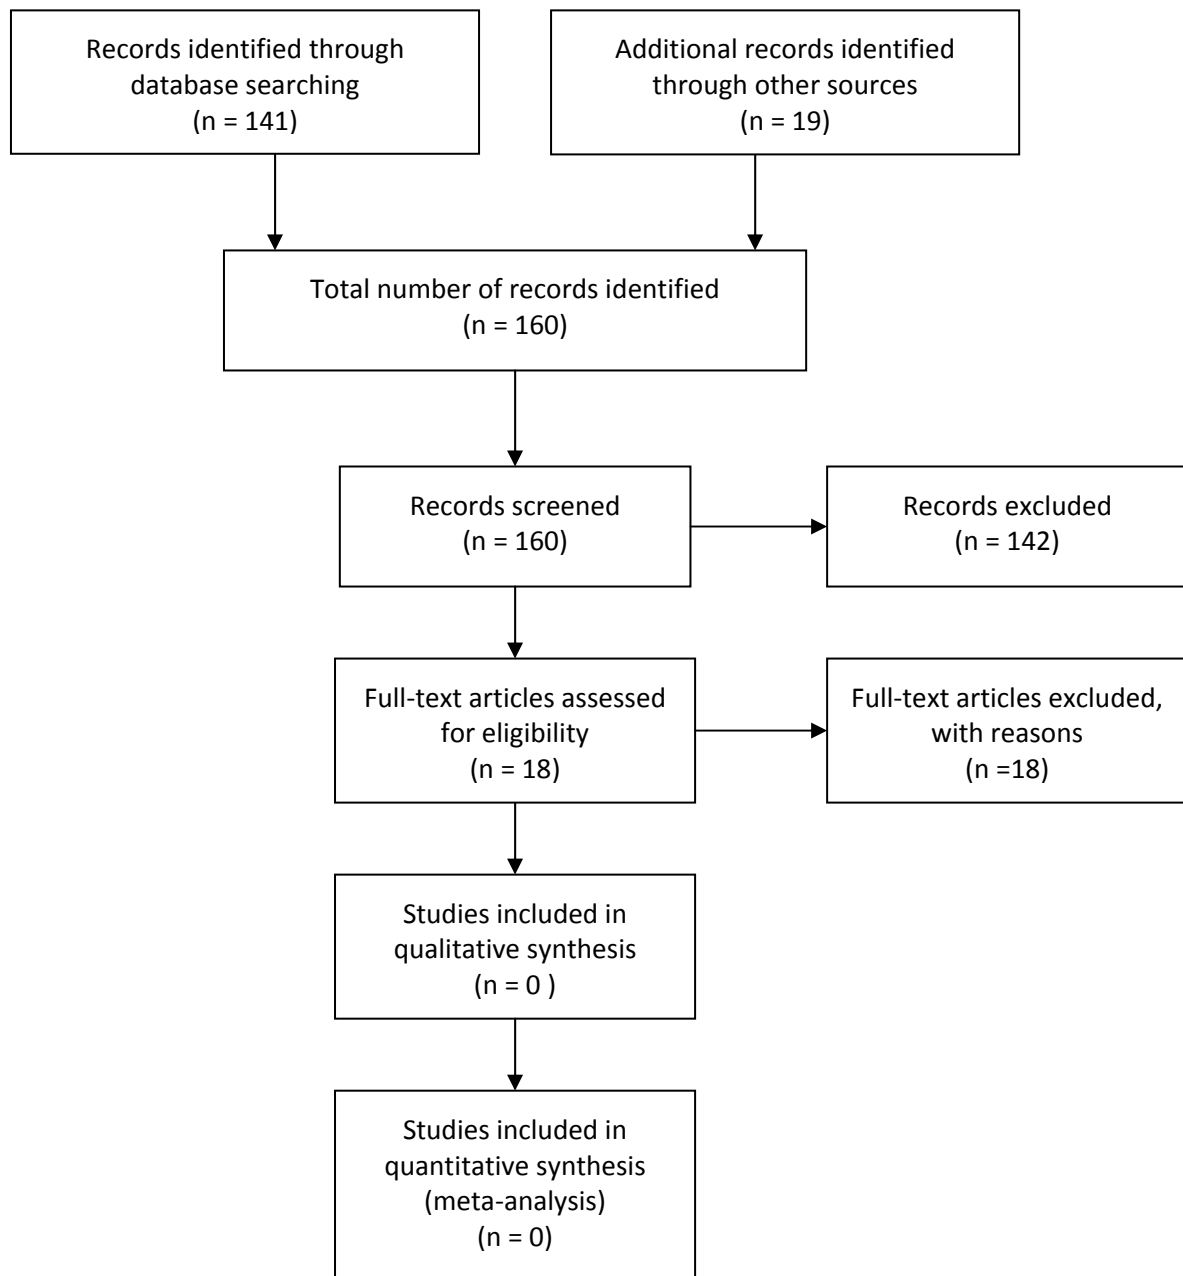 Records identified through
database searching
(n = 141)
Additional records identified
through other sources
(n = 19)
Total number of records identified
(n = 160)
Records screened
(n = 160)
Records excluded
(n = 142)
Full-text articles assessed
for eligibility
(n = 18)
Full-text articles excluded,
with reasons
(n =18)
Studies included in
qualitative synthesis
(n = 0 )
Studies included in
quantitative synthesis
(meta-analysis)
(n = 0)